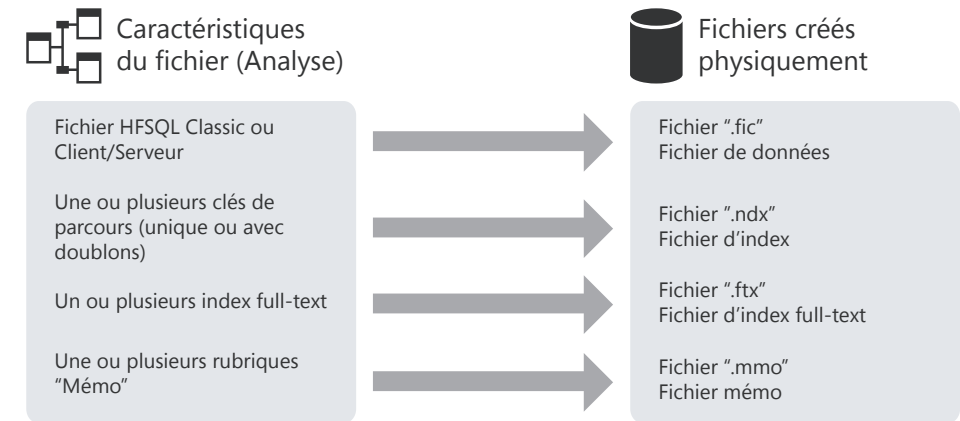 Caractéristiques
du fichier (Analyse)
Fichiers créés
physiquement
Fichier HFSQL Classic ou
Client/Serveur
Fichier “.fic”
Fichier de données
Une ou plusieurs clés de
parcours (unique ou avec
doublons)
Fichier “.ndx”
Fichier d’index
Un ou plusieurs index full-text
Fichier “.ftx”
Fichier d’index full-text
Une ou plusieurs rubriques
“Mémo”
Fichier “.mmo”
Fichier mémo